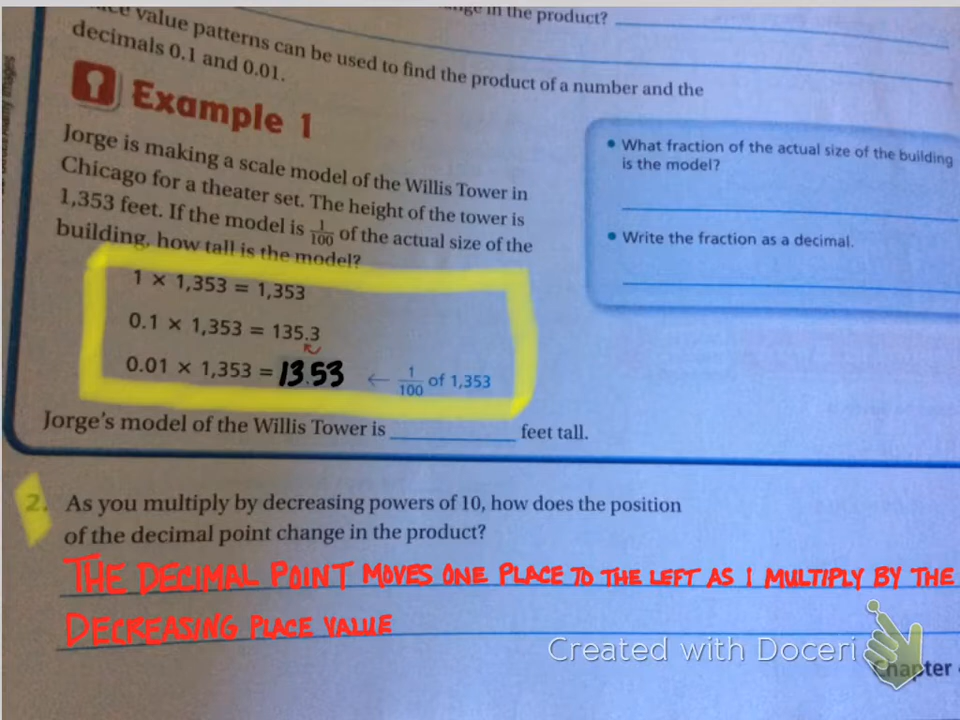 nge in the product?
value patterns can be used to find the product of a number and the
decimals 0.1 and 0.01.
Example 1
Jorge is making a scale model of the Willis Tower in
Chicago for a theater set. The height of the tower is
1,353 feet. If the model is 1/100 of the actual size of the
building, how tall is the model?
• What fraction of the actual size of the building
is the model?
• Write the fraction as a decimal.
1 × 1,353 = 1,353
0.1 × 1,353 = 135.3
0.01 × 1,353 = 13.53 ← 1/100 of 1,353
Jorge's model of the Willis Tower is ________ feet tall.
2. As you multiply by decreasing powers of 10, how does the position
of the decimal point change in the product?
THE DECIMAL POINT MOVES ONE PLACE TO THE LEFT AS I MULTIPLY BY THE
DECREASING PLACE VALUE
Created with Doceri
Chapter